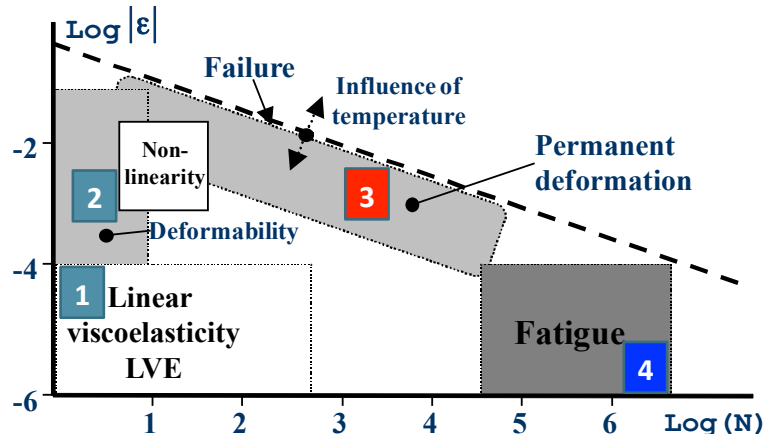 Log |ε|
Failure
Influence of
temperature
-2
Non-
linearity
Permanent
deformation
2
3
Deformability
-4
1
Linear
viscoelasticity
LVE
Fatigue
4
-6
1 2 3 4 5 6 Log(N)